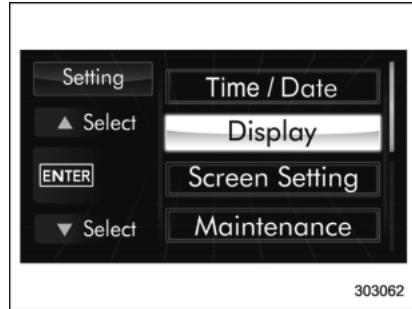 Setting
▲ Select
ENTER
▼ Select
Time / Date
Display
Screen Setting
Maintenance
303062